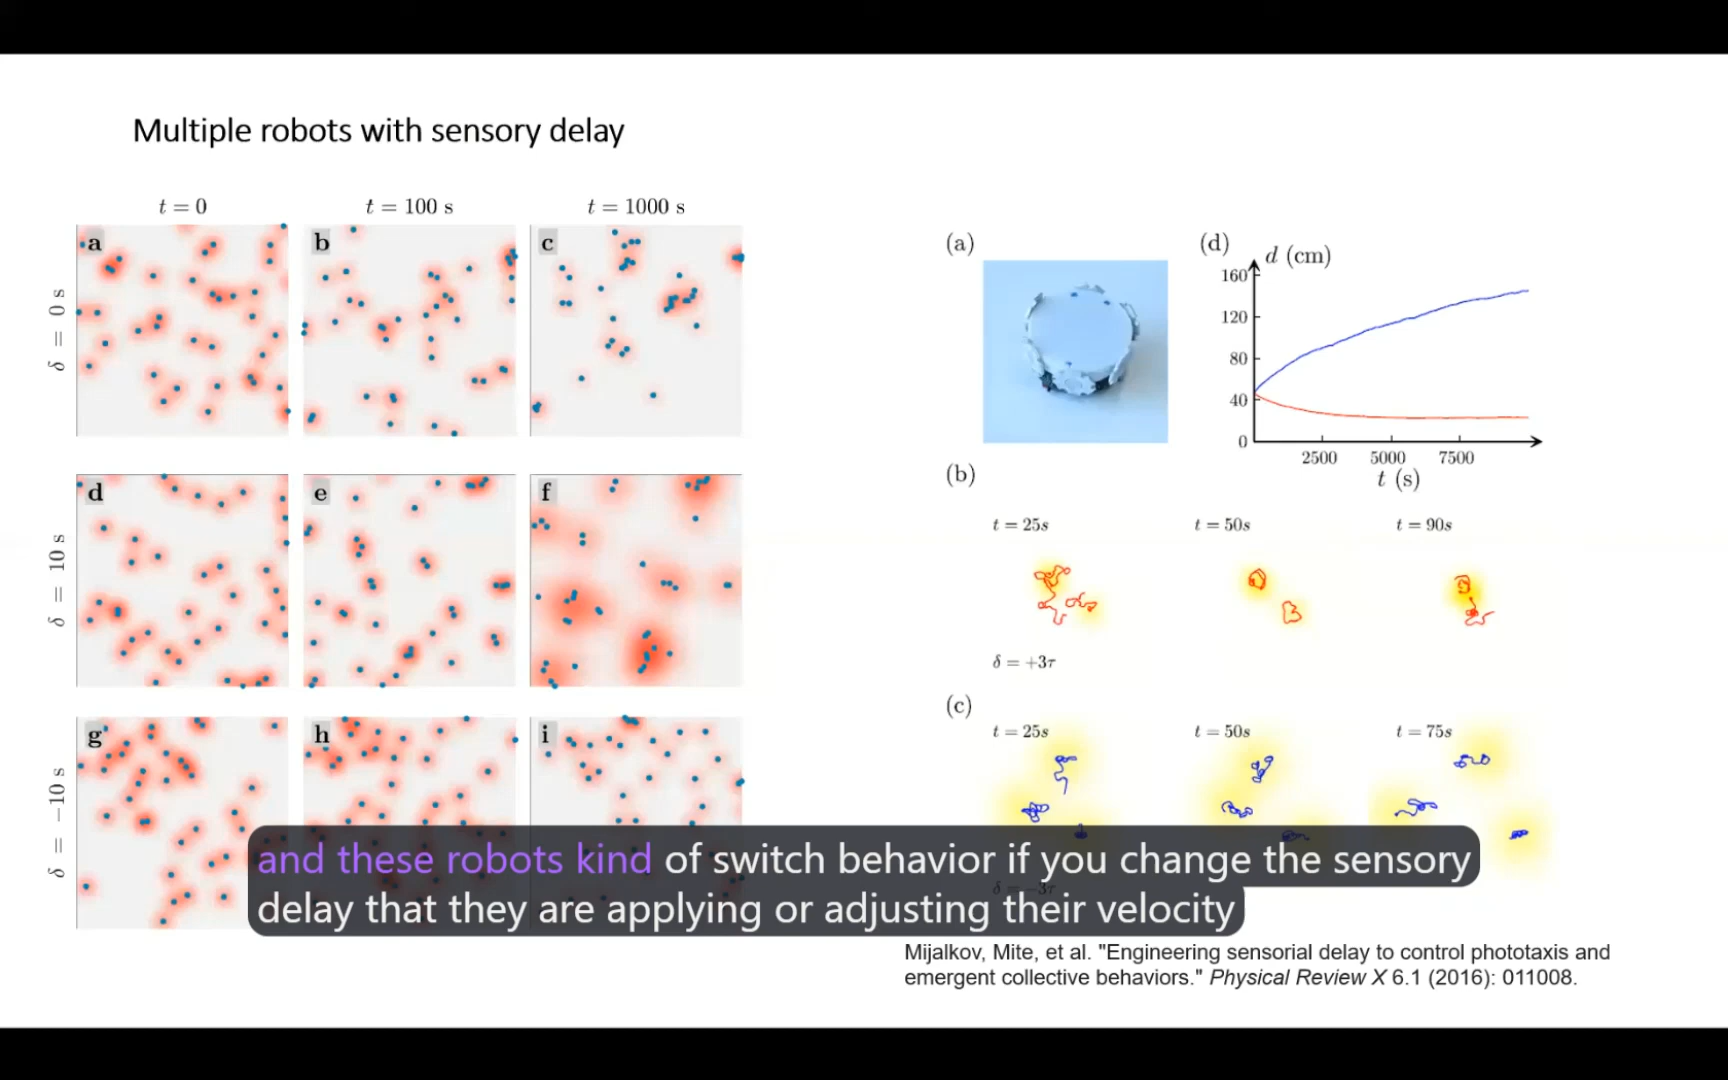 Multiple robots with sensory delay
t = 0
t = 100 s
t = 1000 s
δ = 0 s
a
b
c
δ = 10 s
d
e
f
δ = −10 s
g
h
i
(a)
(d)
d (cm)
160
120
80
40
0
2500
5000
7500
t (s)
(b)
t = 25s
t = 50s
t = 90s
δ = +3τ
(c)
t = 25s
t = 50s
t = 75s
δ = −3τ
and these robots kind of switch behavior if you change the sensory
delay that they are applying or adjusting their velocity
Mijalkov, Mite, et al. "Engineering sensorial delay to control phototaxis and
emergent collective behaviors." Physical Review X 6.1 (2016): 011008.